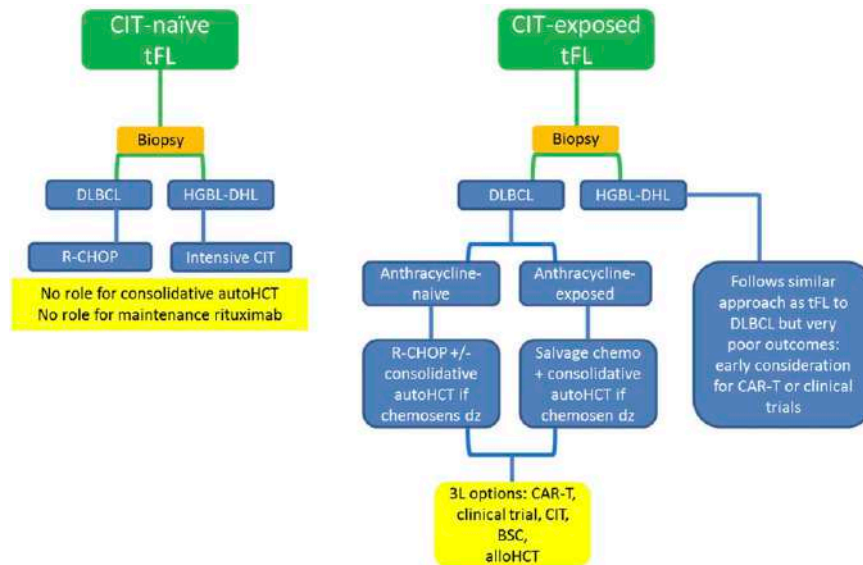 CIT-naïve
tFL
Biopsy
DLBCL
HGBL-DHL
R-CHOP
Intensive CIT
No role for consolidative autoHCT
No role for maintenance rituximab
CIT-exposed
tFL
Biopsy
DLBCL
HGBL-DHL
Anthracycline-
naive
Anthracycline-
exposed
R-CHOP +/-
consolidative
autoHCT if
chemosens dz
Salvage chemo
+ consolidative
autoHCT if
chemosen dz
Follows similar
approach as tFL to
DLBCL but very
poor outcomes:
early consideration
for CAR-T or clinical
trials
3L options: CAR-T,
clinical trial, CIT,
BSC,
alloHCT